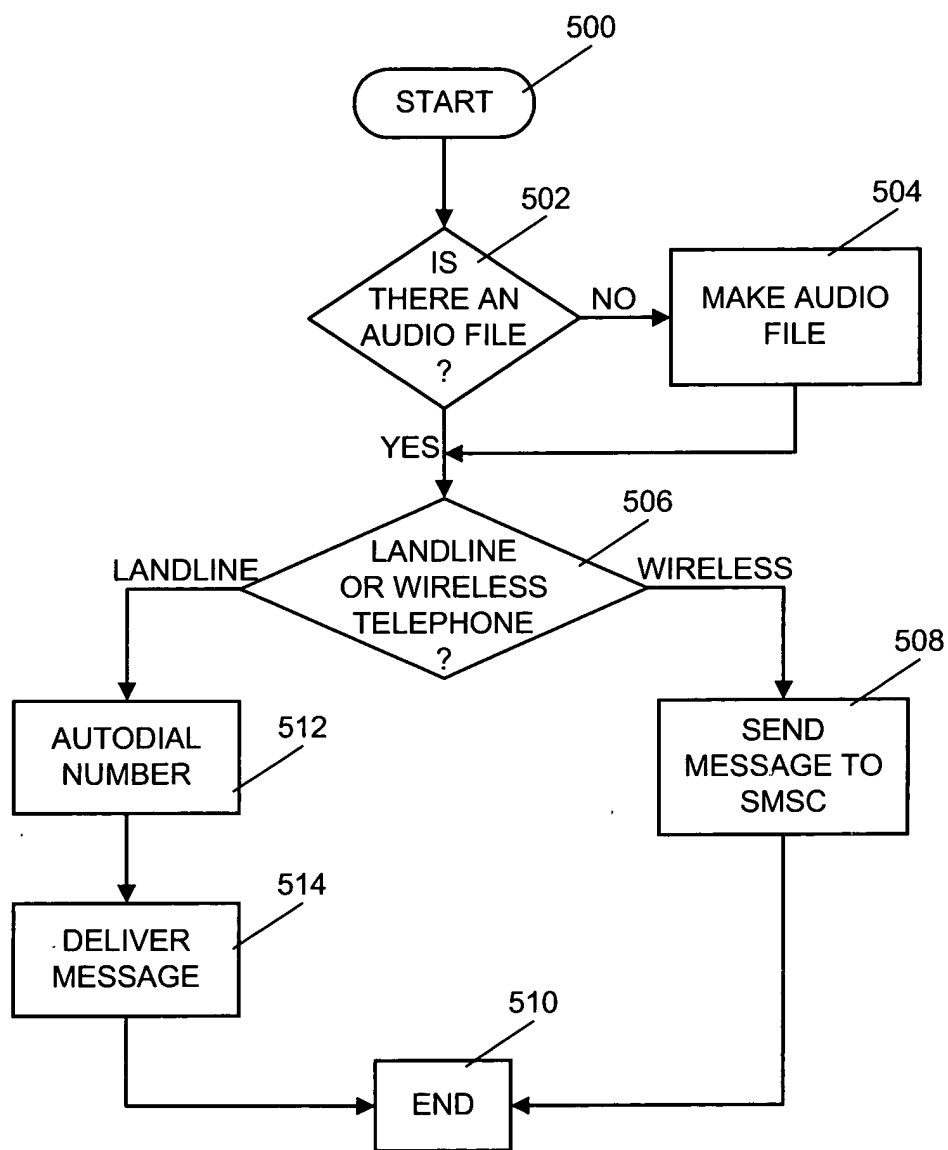 500
START
502
504
IS
THERE AN
AUDIO FILE
?
NO
MAKE AUDIO
FILE
YES
506
LANDLINE
LANDLINE
OR WIRELESS
TELEPHONE
?
WIRELESS
508
AUTODIAL
NUMBER
512
SEND
MESSAGE TO
SMSC
514
DELIVER
MESSAGE
510
END